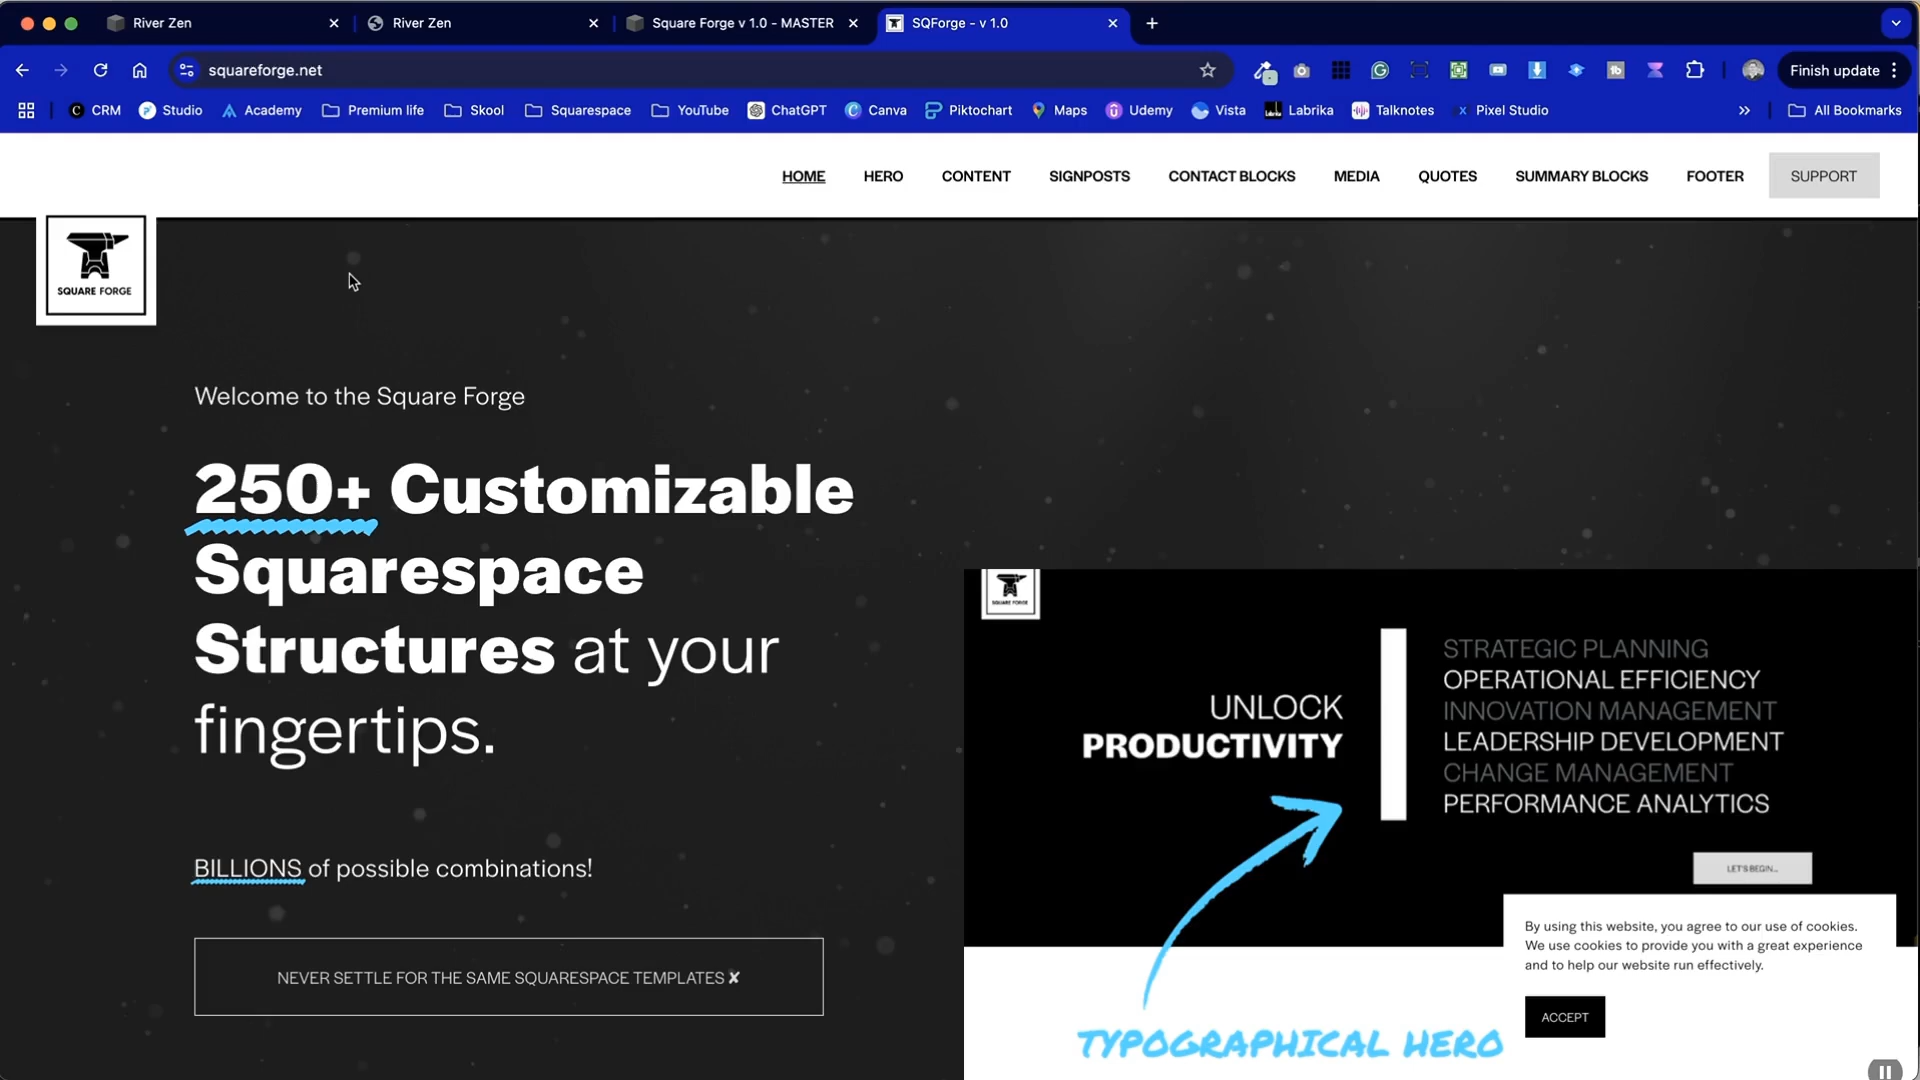 River Zen
River Zen
Square Forge v 1.0 - MASTER
SQForge - v 1.0
squareforge.net
Finish update
CRM
Studio
Academy
Premium life
Skool
Squarespace
YouTube
ChatGPT
Canva
Piktochart
Maps
Udemy
Vista
Labrika
Talknotes
Pixel Studio
All Bookmarks
HOME
HERO
CONTENT
SIGNPOSTS
CONTACT BLOCKS
MEDIA
QUOTES
SUMMARY BLOCKS
FOOTER
SUPPORT
SQUARE FORGE
Welcome to the Square Forge
250+ Customizable
Squarespace
Structures at your
fingertips.
BILLIONS of possible combinations!
NEVER SETTLE FOR THE SAME SQUARESPACE TEMPLATES ✘
SQUARE FORGE
UNLOCK
PRODUCTIVITY
STRATEGIC PLANNING
OPERATIONAL EFFICIENCY
INNOVATION MANAGEMENT
LEADERSHIP DEVELOPMENT
CHANGE MANAGEMENT
PERFORMANCE ANALYTICS
LET'S BEGIN...
TYPOGRAPHICAL HERO
By using this website, you agree to our use of cookies.
We use cookies to provide you with a great experience
and to help our website run effectively.
ACCEPT